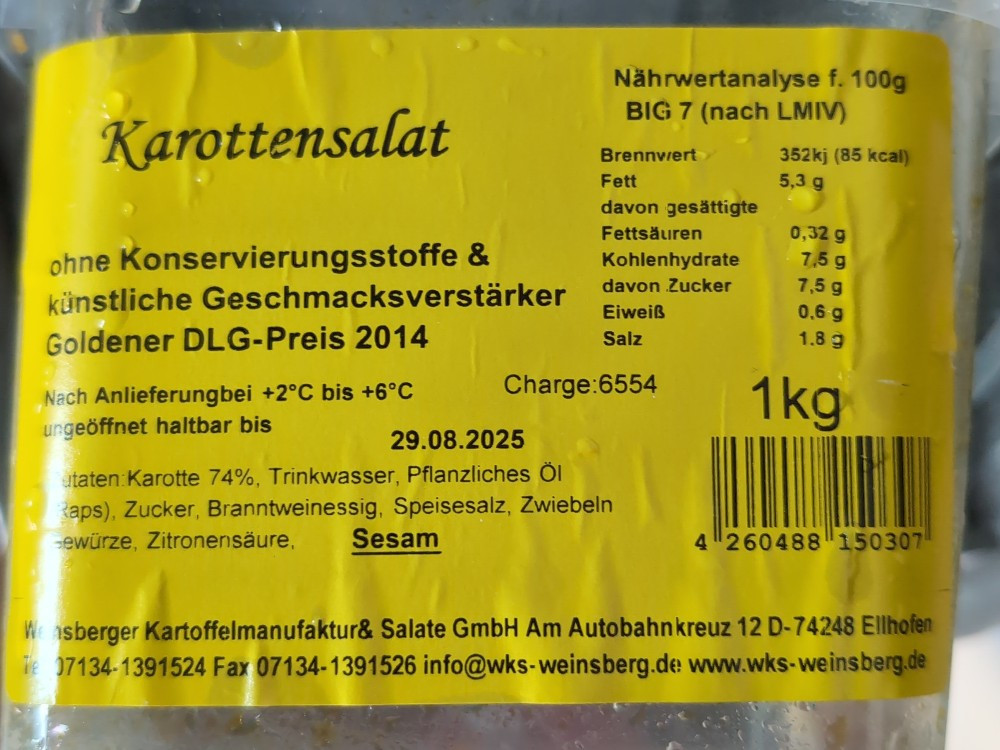 Karottensalat
ohne Konservierungsstoffe &
künstliche Geschmacksverstärker
Goldener DLG-Preis 2014
Nährwertanalyse f. 100g
BIG 7 (nach LMIV)
Brennwert 352kj (85 kcal)
Fett 5,3 g
davon gesättigte
Fettsäuren 0,32 g
Kohlenhydrate 7,5 g
davon Zucker 7,5 g
Eiweiß 0,6 g
Salz 1.8 g
Nach Anlieferungbei +2°C bis +6°C
ungeöffnet haltbar bis
29.08.2025
Charge:6554
1kg
Zutaten:Karotte 74%, Trinkwasser, Pflanzliches Öl
(Raps), Zucker, Branntweinessig, Speisesalz, Zwiebeln
Gewürze, Zitronensäure, Sesam
4 260488 150307
Weinsberger Kartoffelmanufaktur& Salate GmbH Am Autobahnkreuz 12 D-74248 Ellhofen
Tel 07134-1391524 Fax 07134-1391526 info@wks-weinsberg.de www.wks-weinsberg.de